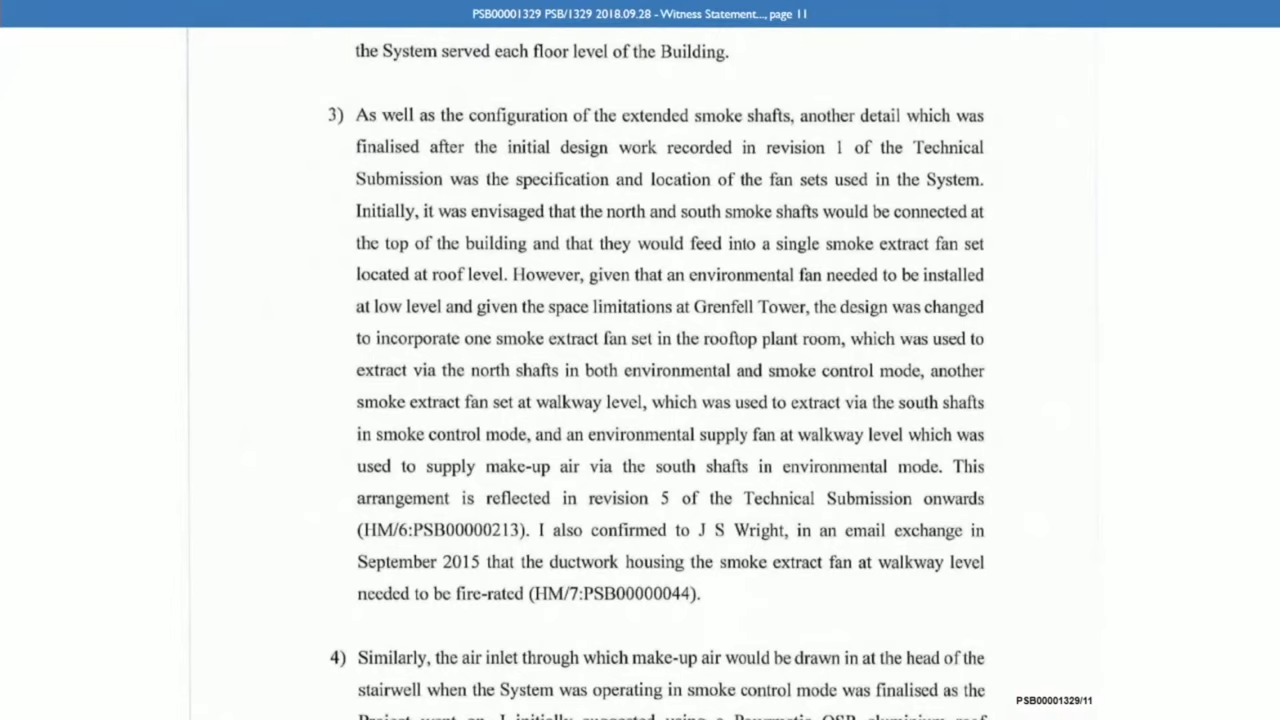 PSB00001329 PSB/1329 2018.09.28 - Witness Statement..., page 11
the System served each floor level of the Building.
3) As well as the configuration of the extended smoke shafts, another detail which was
finalised after the initial design work recorded in revision 1 of the Technical
Submission was the specification and location of the fan sets used in the System.
Initially, it was envisaged that the north and south smoke shafts would be connected at
the top of the building and that they would feed into a single smoke extract fan set
located at roof level. However, given that an environmental fan needed to be installed
at low level and given the space limitations at Grenfell Tower, the design was changed
to incorporate one smoke extract fan set in the rooftop plant room, which was used to
extract via the north shafts in both environmental and smoke control mode, another
smoke extract fan set at walkway level, which was used to extract via the south shafts
in smoke control mode, and an environmental supply fan at walkway level which was
used to supply make-up air via the south shafts in environmental mode. This
arrangement is reflected in revision 5 of the Technical Submission onwards
(HM/6:PSB00000213). I also confirmed to J S Wright, in an email exchange in
September 2015 that the ductwork housing the smoke extract fan at walkway level
needed to be fire-rated (HM/7:PSB00000044).
4) Similarly, the air inlet through which make-up air would be drawn in at the head of the
stairwell when the System was operating in smoke control mode was finalised as the
PSB00001329/11